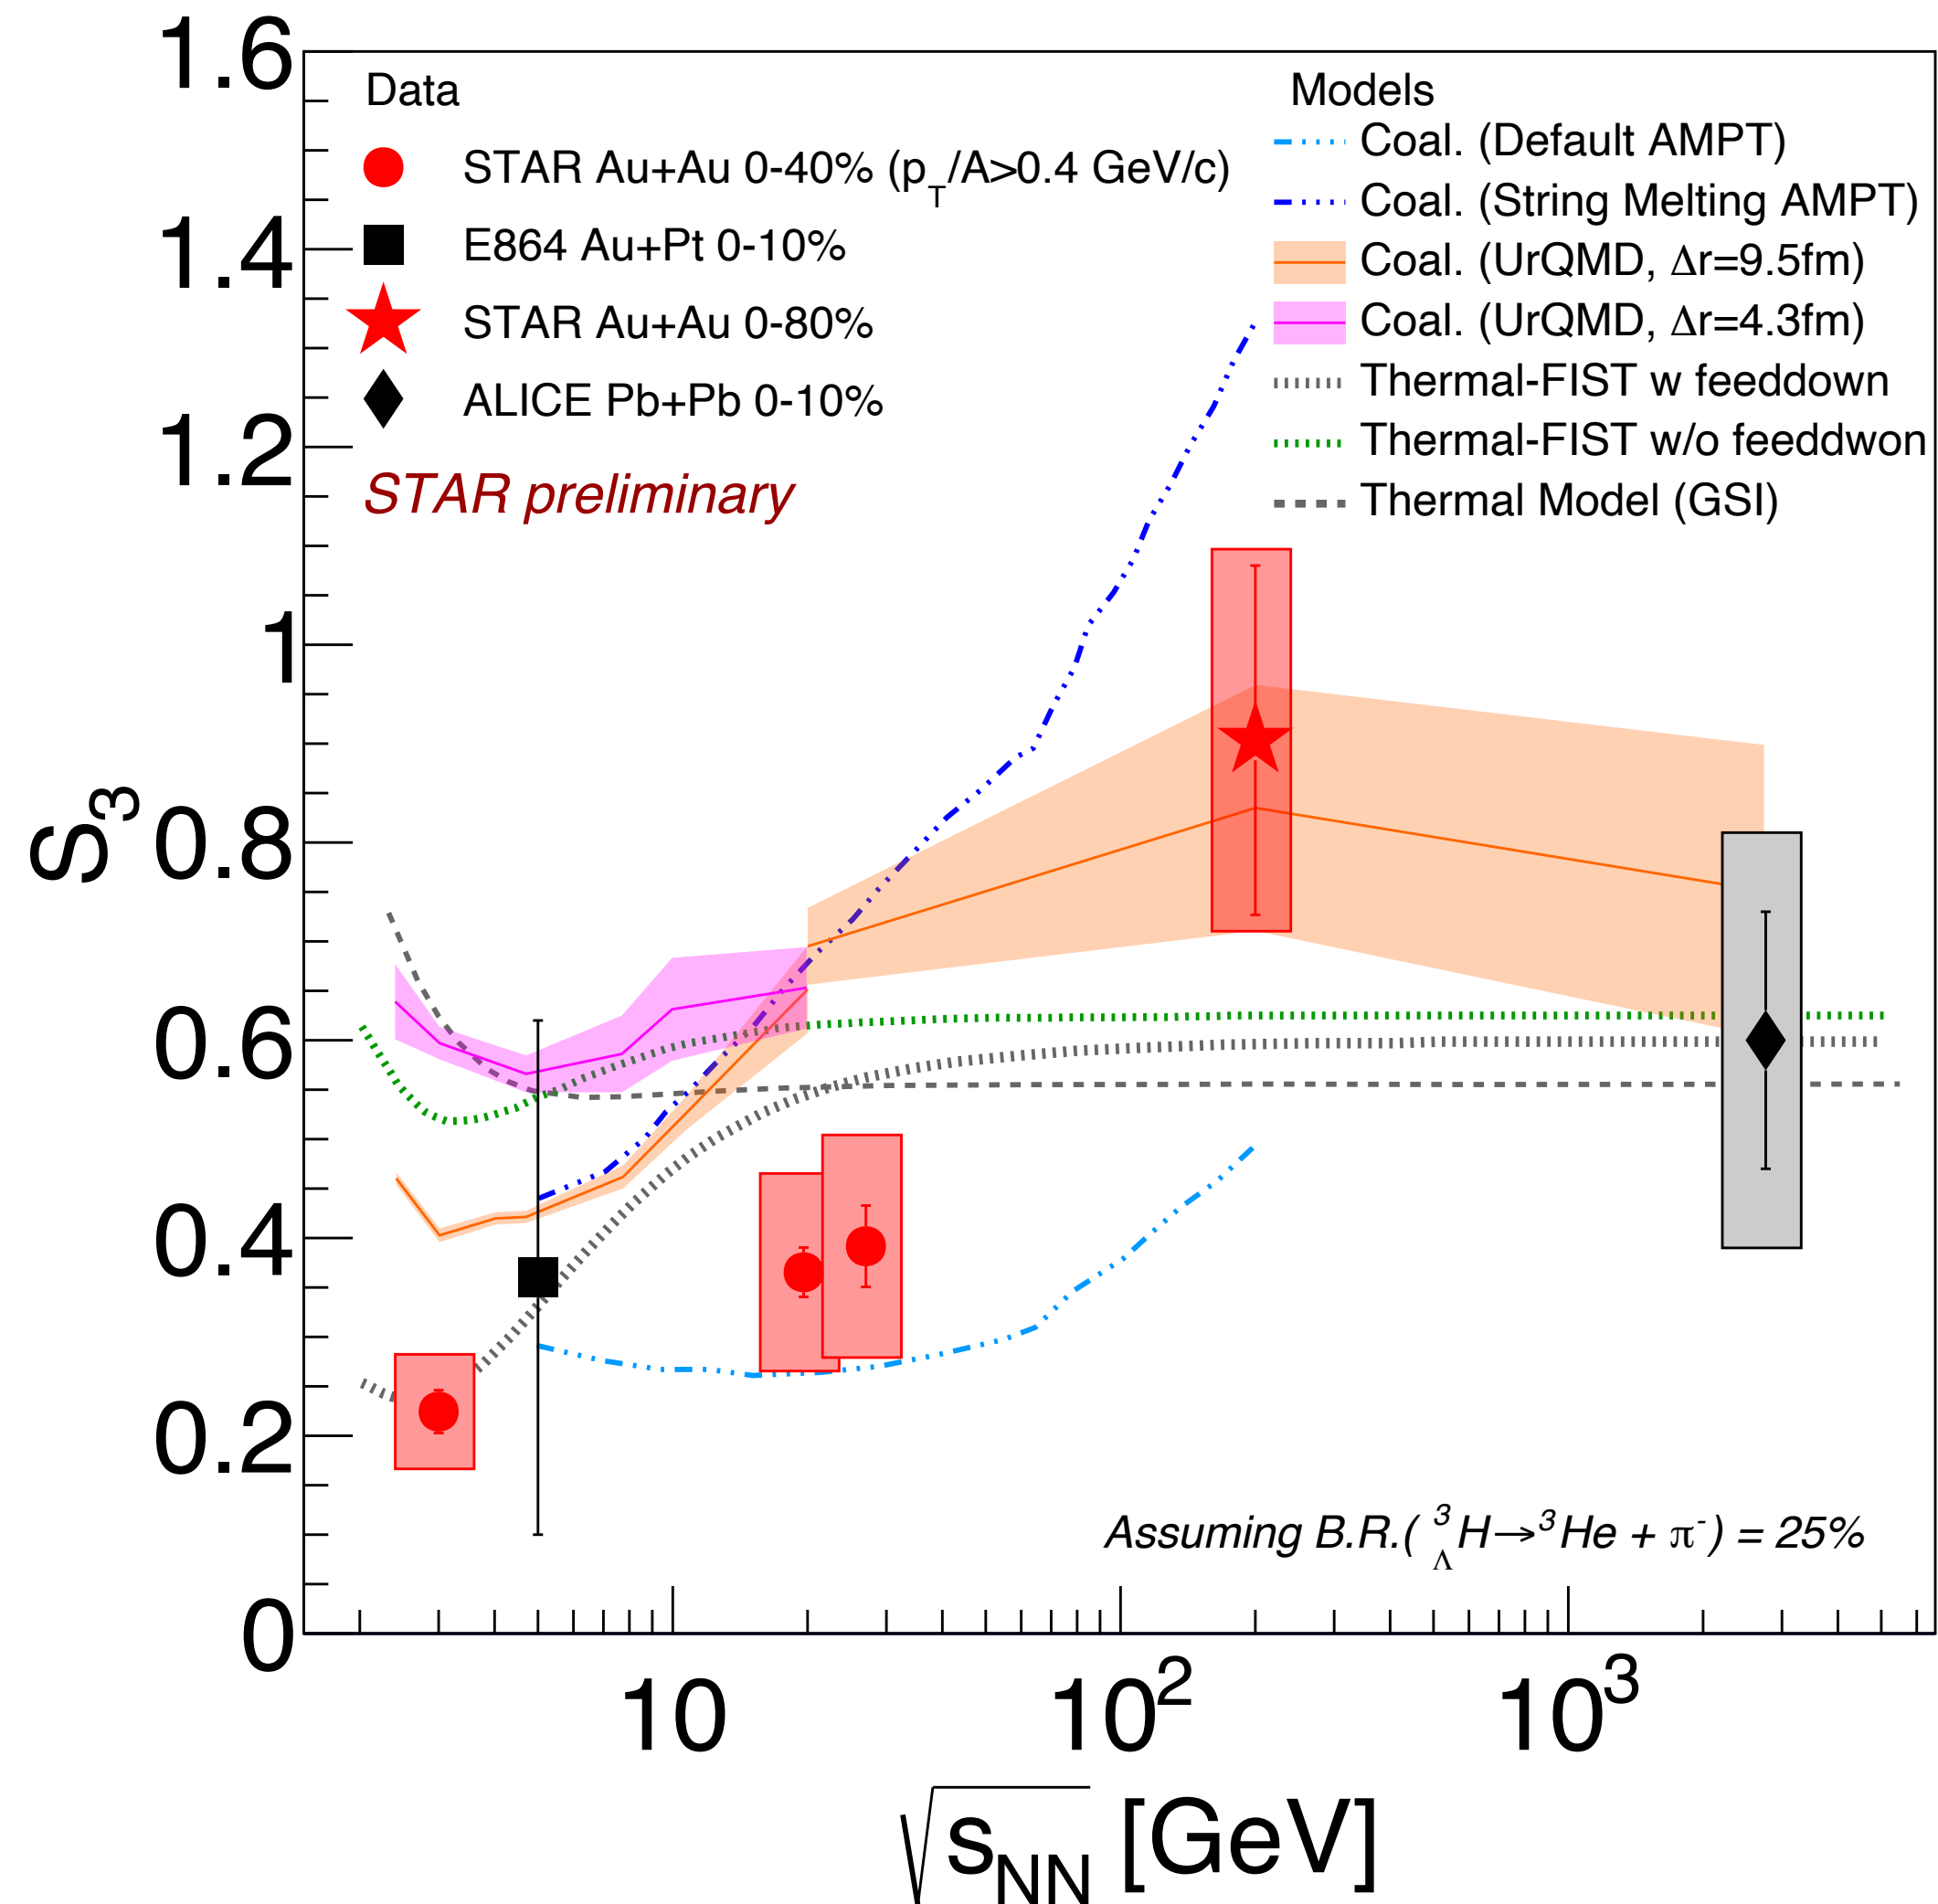 1.6
1.4
1.2
1
0.8
0.6
0.4
0.2
0
S3
Data
STAR Au+Au 0-40% (pT/A>0.4 GeV/c)
E864 Au+Pt 0-10%
STAR Au+Au 0-80%
ALICE Pb+Pb 0-10%
STAR preliminary
Models
Coal. (Default AMPT)
Coal. (String Melting AMPT)
Coal. (UrQMD, Δr=9.5fm)
Coal. (UrQMD, Δr=4.3fm)
Thermal-FIST w feeddown
Thermal-FIST w/o feeddwon
Thermal Model (GSI)
Assuming B.R.(³ΛH→³He + π⁻) = 25%
10 10² 10³
√sNN [GeV]